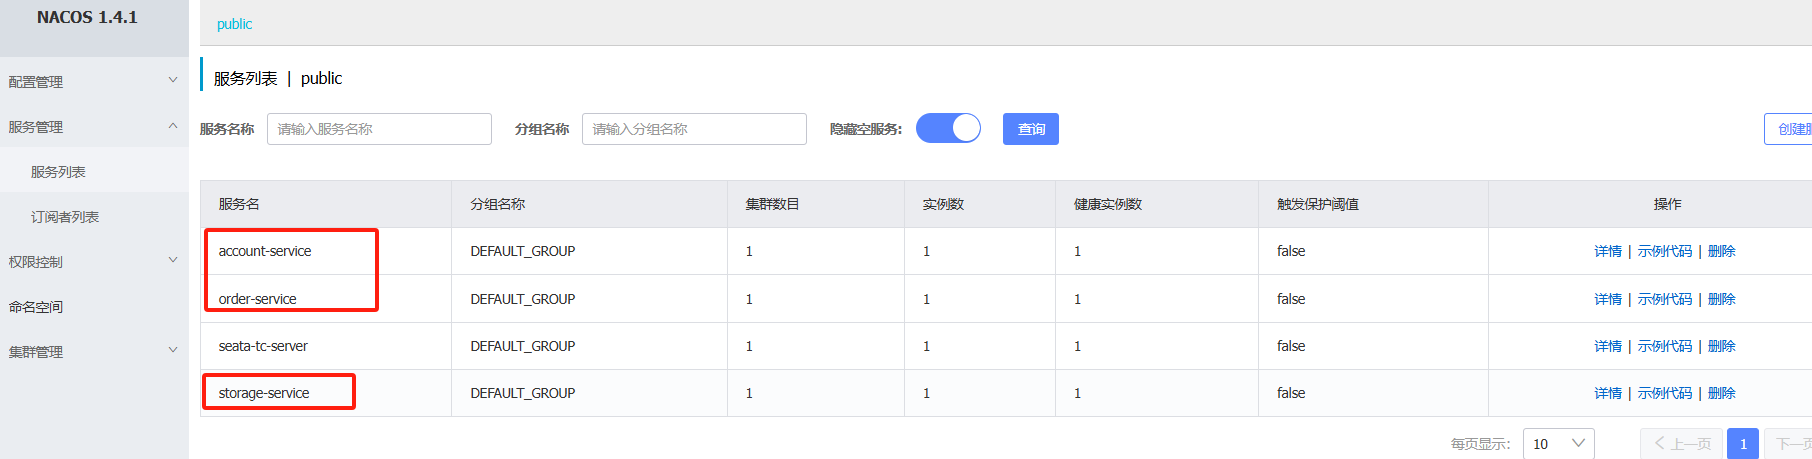 NACOS 1.4.1
public
配置管理
服务管理
服务列表
订阅者列表
权限控制
命名空间
集群管理
服务列表 | public
服务名称 请输入服务名称 分组名称 请输入分组名称 隐藏空服务: 查询 创建服
服务名 分组名称 集群数目 实例数 健康实例数 触发保护阈值 操作
account-service DEFAULT_GROUP 1 1 1 false 详情 | 示例代码 | 删除
order-service DEFAULT_GROUP 1 1 1 false 详情 | 示例代码 | 删除
seata-tc-server DEFAULT_GROUP 1 1 1 false 详情 | 示例代码 | 删除
storage-service DEFAULT_GROUP 1 1 1 false 详情 | 示例代码 | 删除
每页显示: 10 上一页 1 下一页